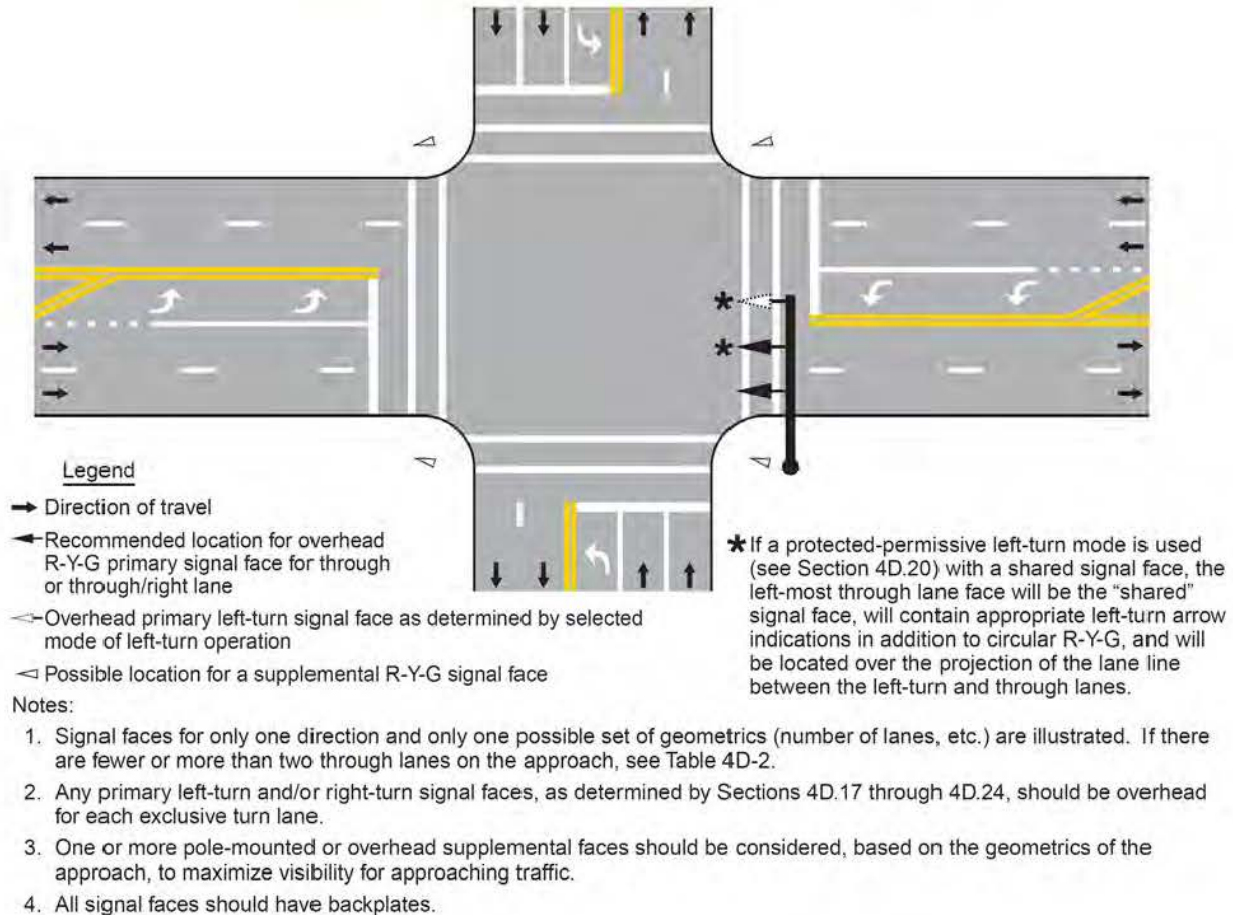 Legend
Direction of travel
Recommended location for overhead
R-Y-G primary signal face for through
or through/right lane
Overhead primary left-turn signal face as determined by selected
mode of left-turn operation
Possible location for a supplemental R-Y-G signal face
* If a protected-permissive left-turn mode is used
(see Section 4D.20) with a shared signal face, the
left-most through lane face will be the “shared”
signal face, will contain appropriate left-turn arrow
indications in addition to circular R-Y-G, and will
be located over the projection of the lane line
between the left-turn and through lanes.
Notes:
1. Signal faces for only one direction and only one possible set of geometrics (number of lanes, etc.) are illustrated. If there
are fewer or more than two through lanes on the approach, see Table 4D-2.
2. Any primary left-turn and/or right-turn signal faces, as determined by Sections 4D.17 through 4D.24, should be overhead
for each exclusive turn lane.
3. One or more pole-mounted or overhead supplemental faces should be considered, based on the geometrics of the
approach, to maximize visibility for approaching traffic.
4. All signal faces should have backplates.